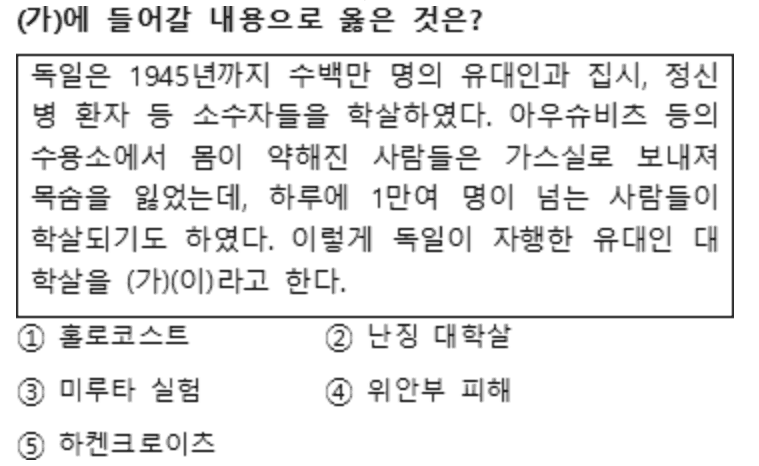 (가)에 들어갈 내용으로 옳은 것은?
독일은 1945년까지 수백만 명의 유대인과 집시, 정신
병 환자 등 소수자들을 학살하였다. 아우슈비츠 등의
수용소에서 몸이 약해진 사람들은 가스실로 보내져
목숨을 잃었는데, 하루에 1만여 명이 넘는 사람들이
학살되기도 하였다. 이렇게 독일이 자행한 유대인 대
학살을 (가)(이)라고 한다.
① 홀로코스트 ② 난징 대학살
③ 미루타 실험 ④ 위안부 피해
⑤ 하켄크로이츠